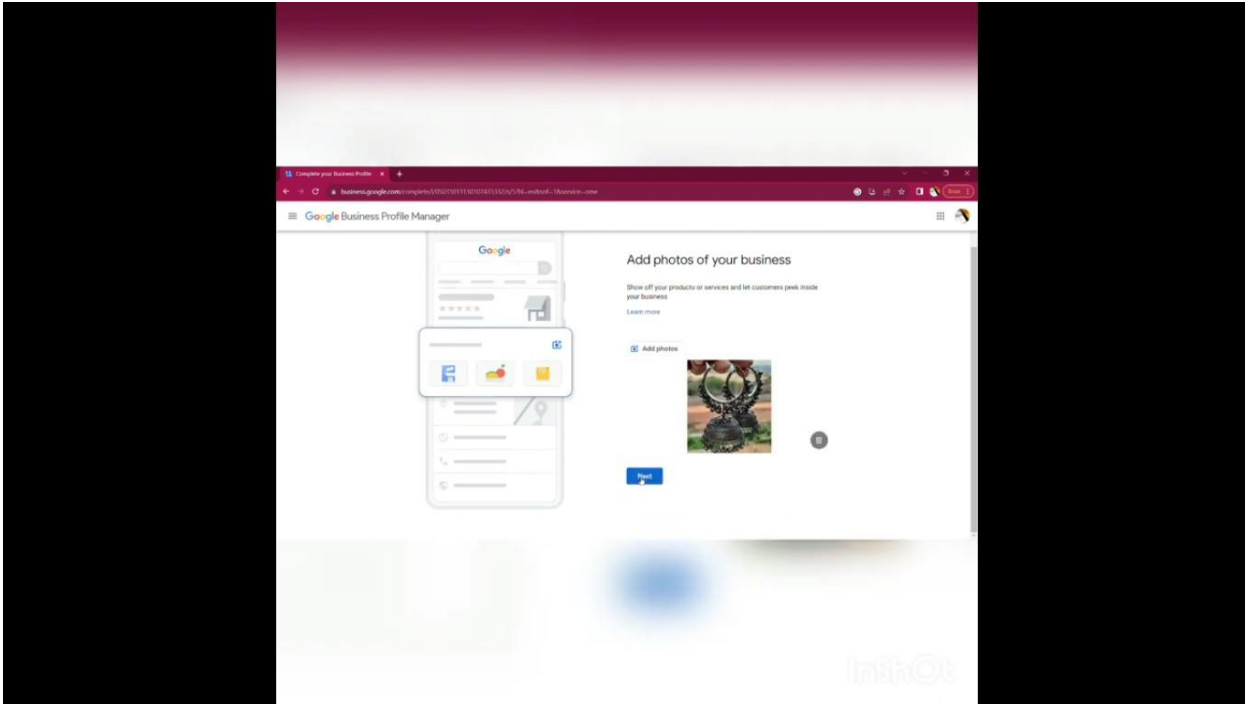 Complete your Business Profile
Google Business Profile Manager
Google
Add photos of your business
Show off your products or services and let customers peek inside
your business
Learn more
Add photos
Next
InShOt